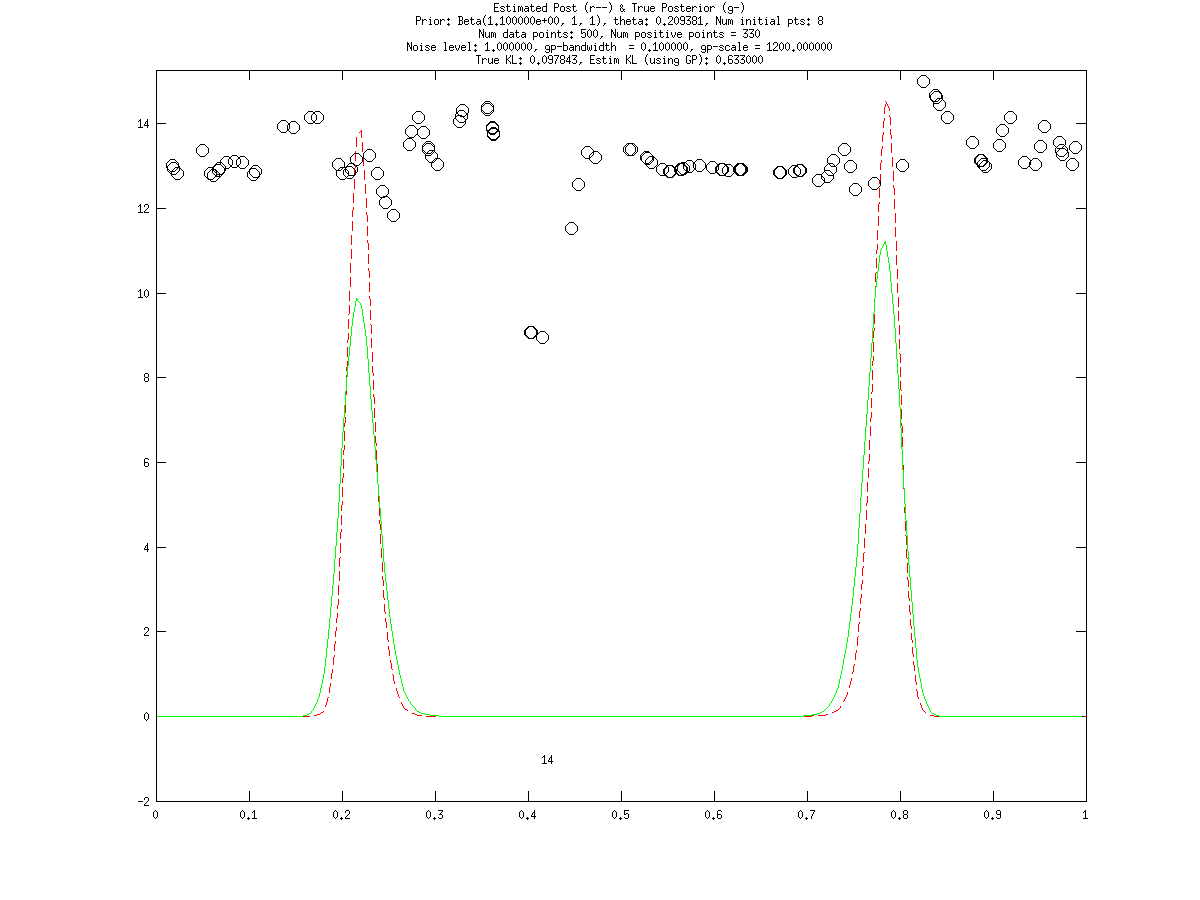 Estimated Post (r--) & True Posterior (g-)
Prior: Beta(1.100000e+00, 1, 1), theta: 0.209381, Num initial pts: 8
Num data points: 500, Num positive points = 330
Noise level: 1.000000, gp-bandwidth  = 0.100000, gp-scale = 1200.000000
True KL: 0.097843, Estim KL (using GP): 0.633000
14
12
10
8
6
4
2
0
14
-2
0 0.1 0.2 0.3 0.4 0.5 0.6 0.7 0.8 0.9 1